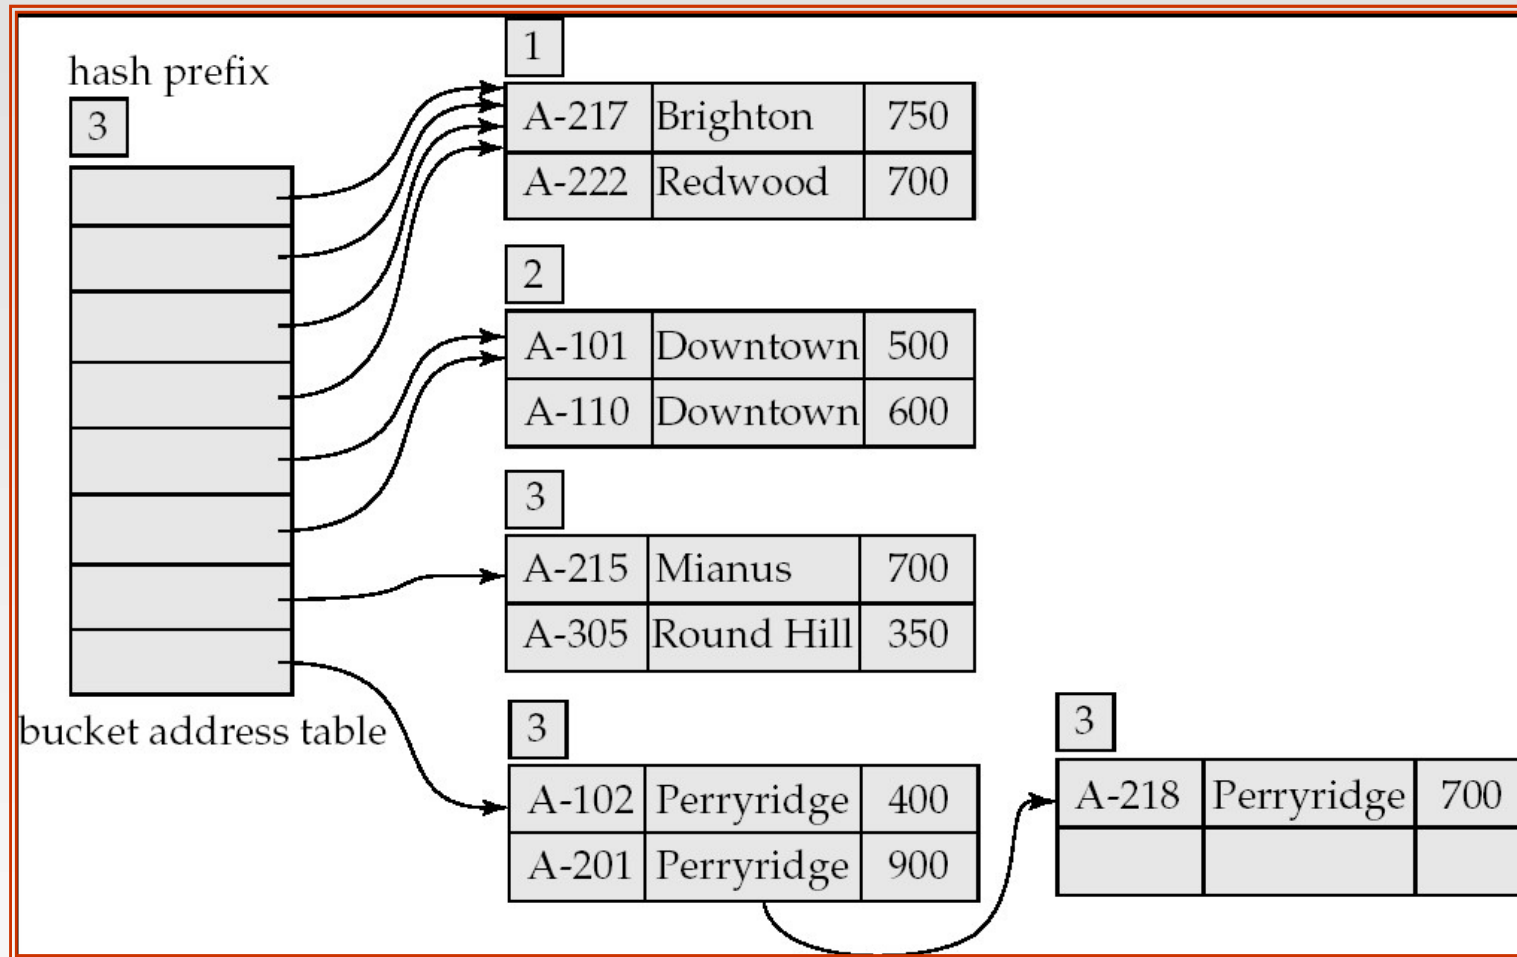 hash prefix
3
bucket address table
1
A-217 Brighton 750
A-222 Redwood 700
2
A-101 Downtown 500
A-110 Downtown 600
3
A-215 Mianus 700
A-305 Round Hill 350
3
A-102 Perryridge 400
A-201 Perryridge 900
3
A-218 Perryridge 700